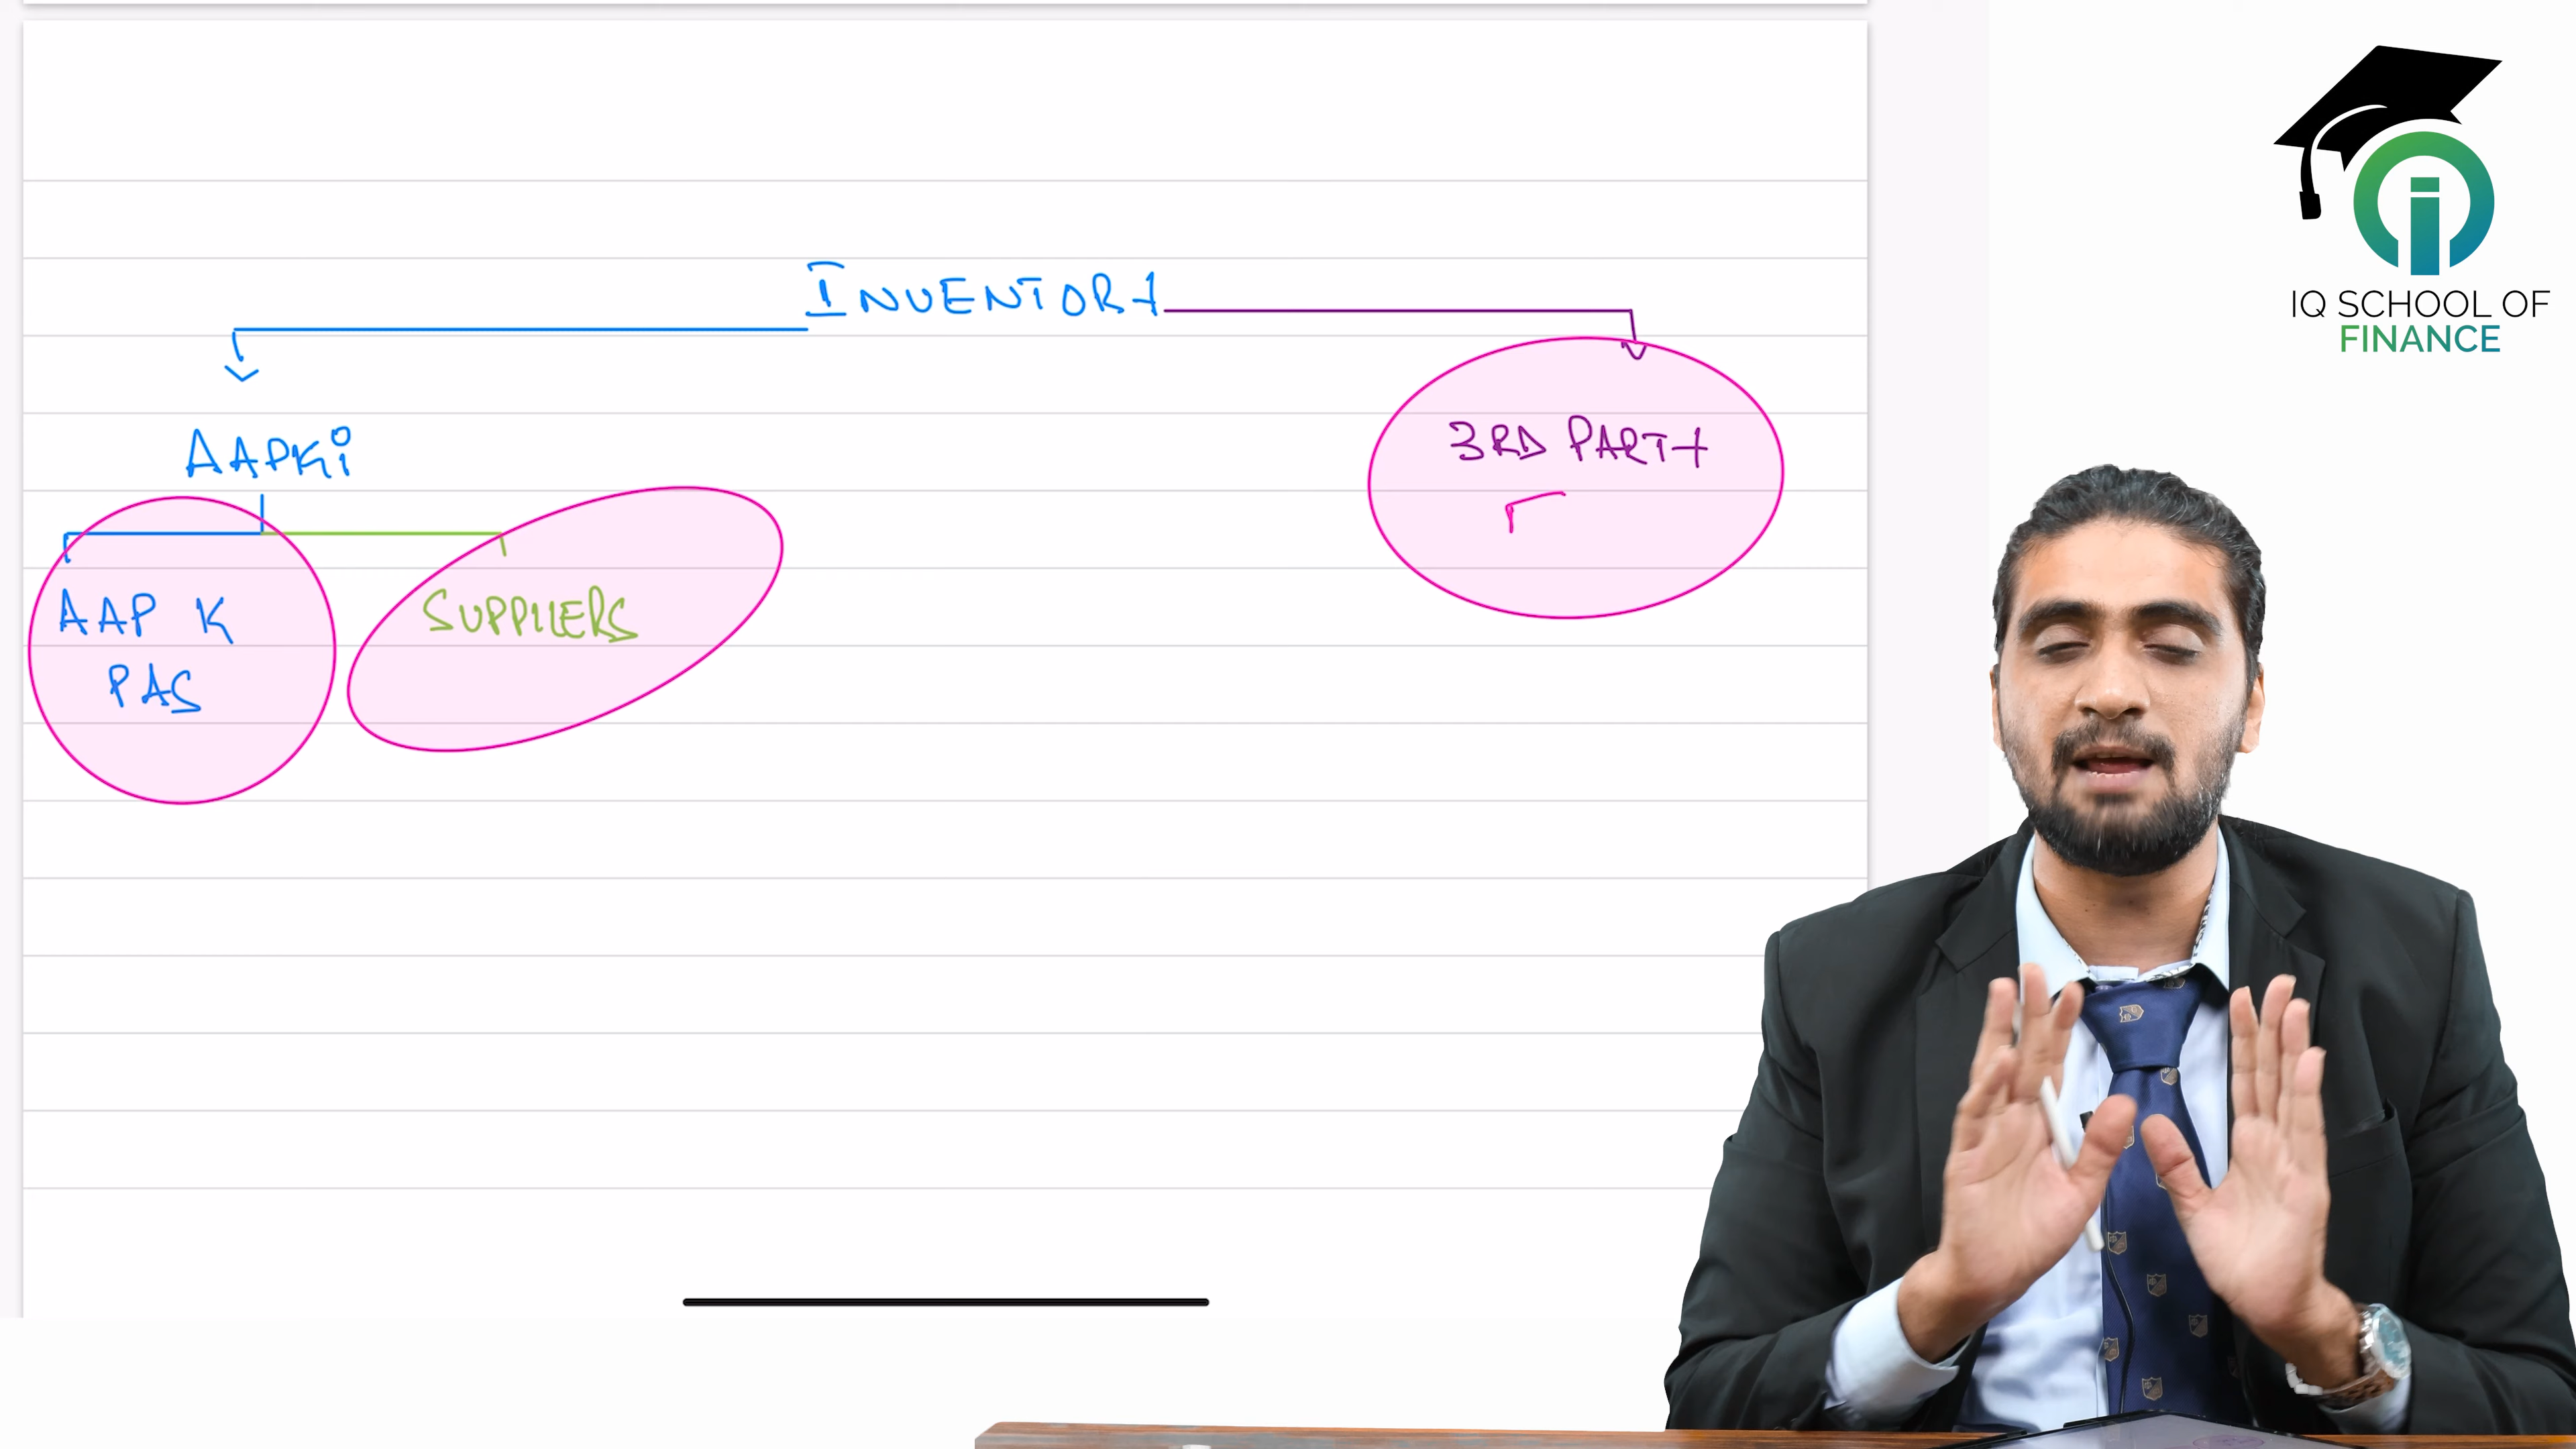 INVENTORY
AAPKi
3RD PARTY
AAP K
PAS
SUPPLIERS
IQ SCHOOL OF
FINANCE